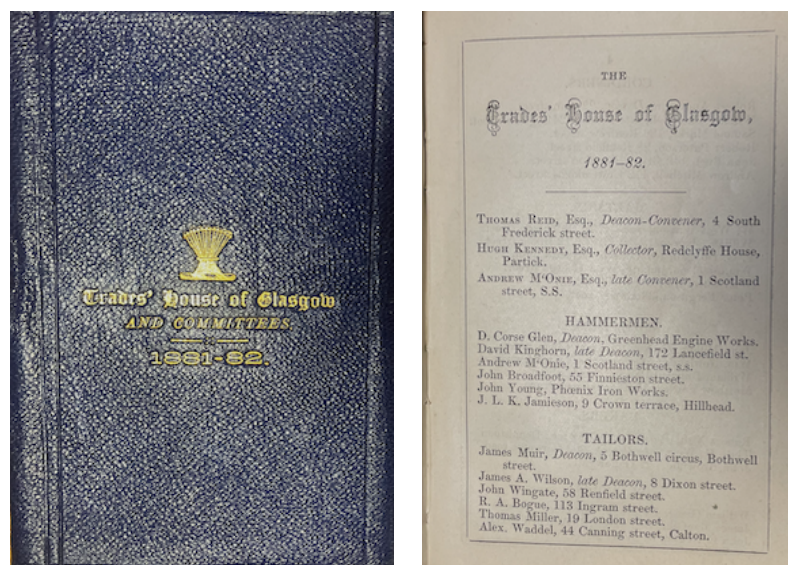 Trades' House of Glasgow
AND COMMITTEES.
1881-82.
THE
Trades' House of Glasgow,
1881-82.
THOMAS REID, Esq., Deacon-Convener, 4 South
Frederick street.
HUGH KENNEDY, Esq., Collector, Redclyffe House,
Partick.
ANDREW M'ONIE, Esq., late Convener, 1 Scotland
street, S.S.
HAMMERMEN.
D. Corse Glen, Deacon, Greenhead Engine Works.
David Kinghorn, late Deacon, 172 Lancefield st.
Andrew M'Onie, 1 Scotland street, s.s.
John Broadfoot, 55 Finnieston street.
John Young, Phœnix Iron Works.
J. L. K. Jamieson, 9 Crown terrace, Hillhead.
TAILORS.
James Muir, Deacon, 5 Bothwell circus, Bothwell
street.
James A. Wilson, late Deacon, 8 Dixon street.
John Wingate, 58 Renfield street.
R. A. Bogue, 113 Ingram street.
Thomas Miller, 19 London street.
Alex. Waddel, 44 Canning street, Calton.